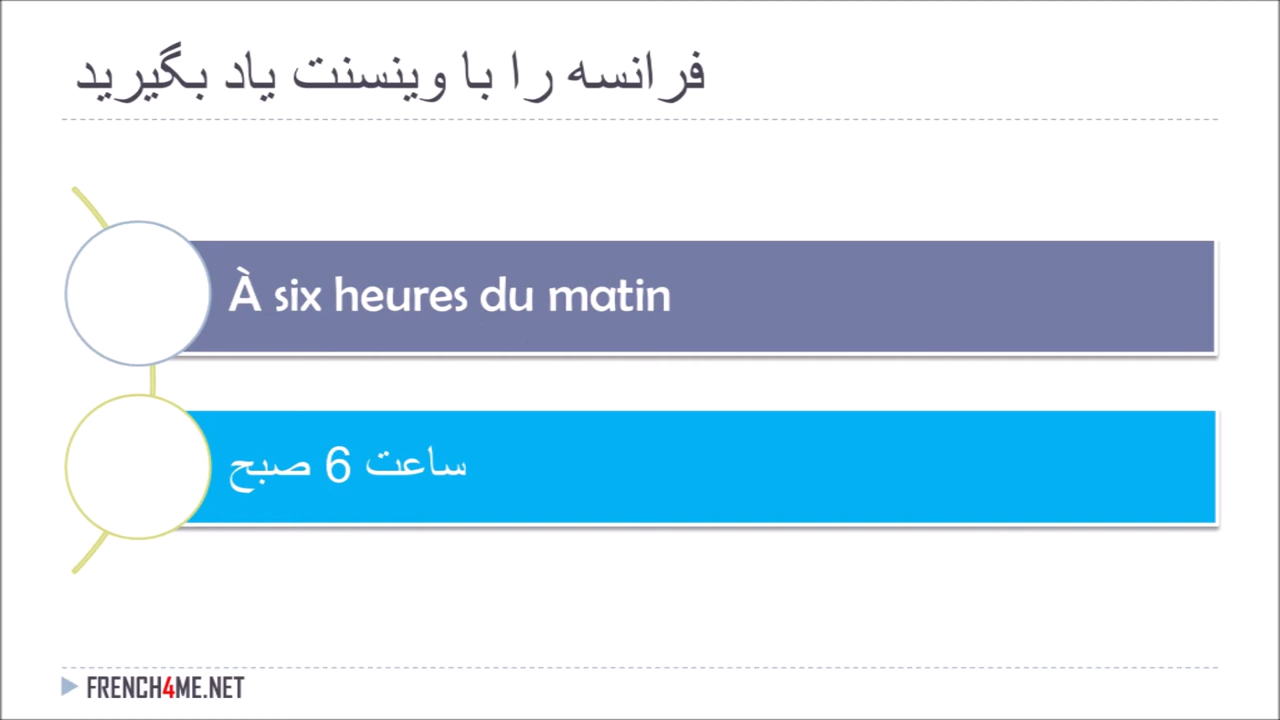 فرانسه را با وینسنت یاد بگیرید
À six heures du matin
ساعت 6 صبح
FRENCH4ME.NET